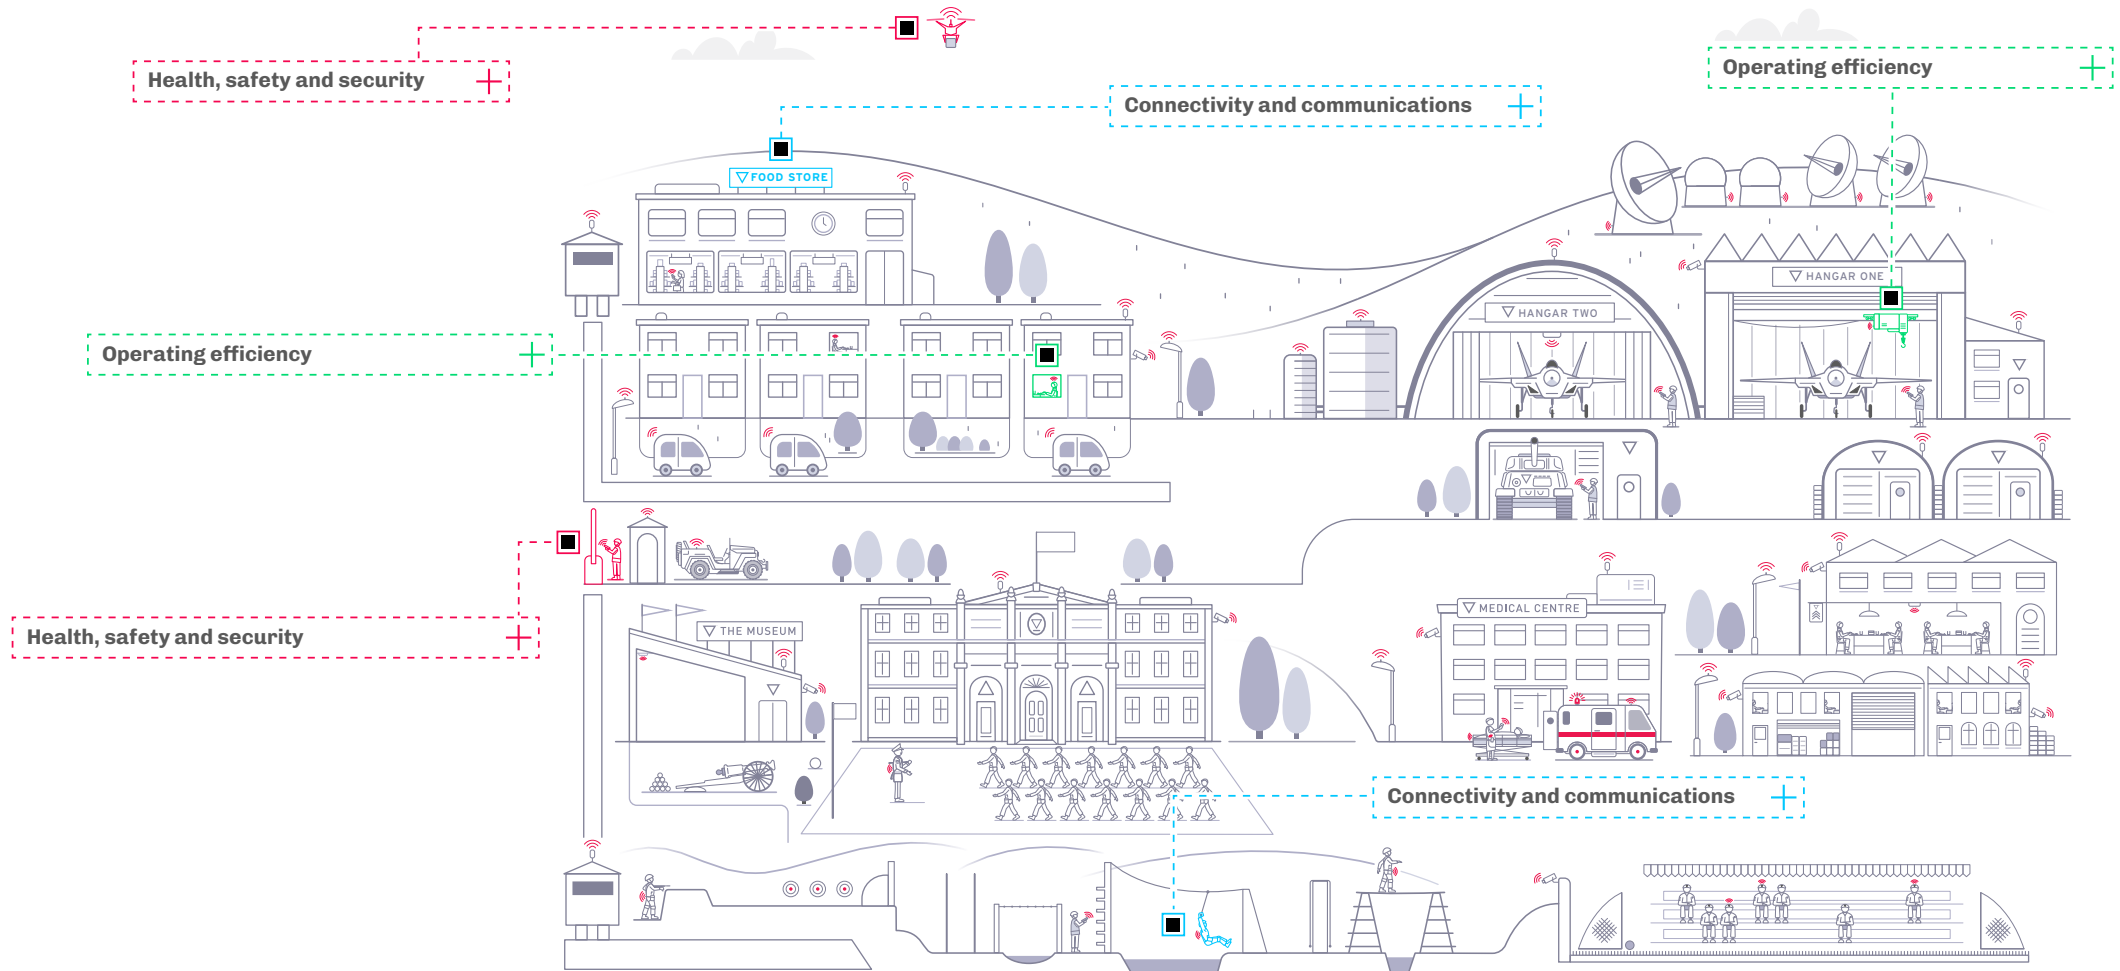 Health, safety and security
Operating efficiency
Connectivity and communications
FOOD STORE
HANGAR ONE
HANGAR TWO
Operating efficiency
Health, safety and security
THE MUSEUM
MEDICAL CENTRE
Connectivity and communications